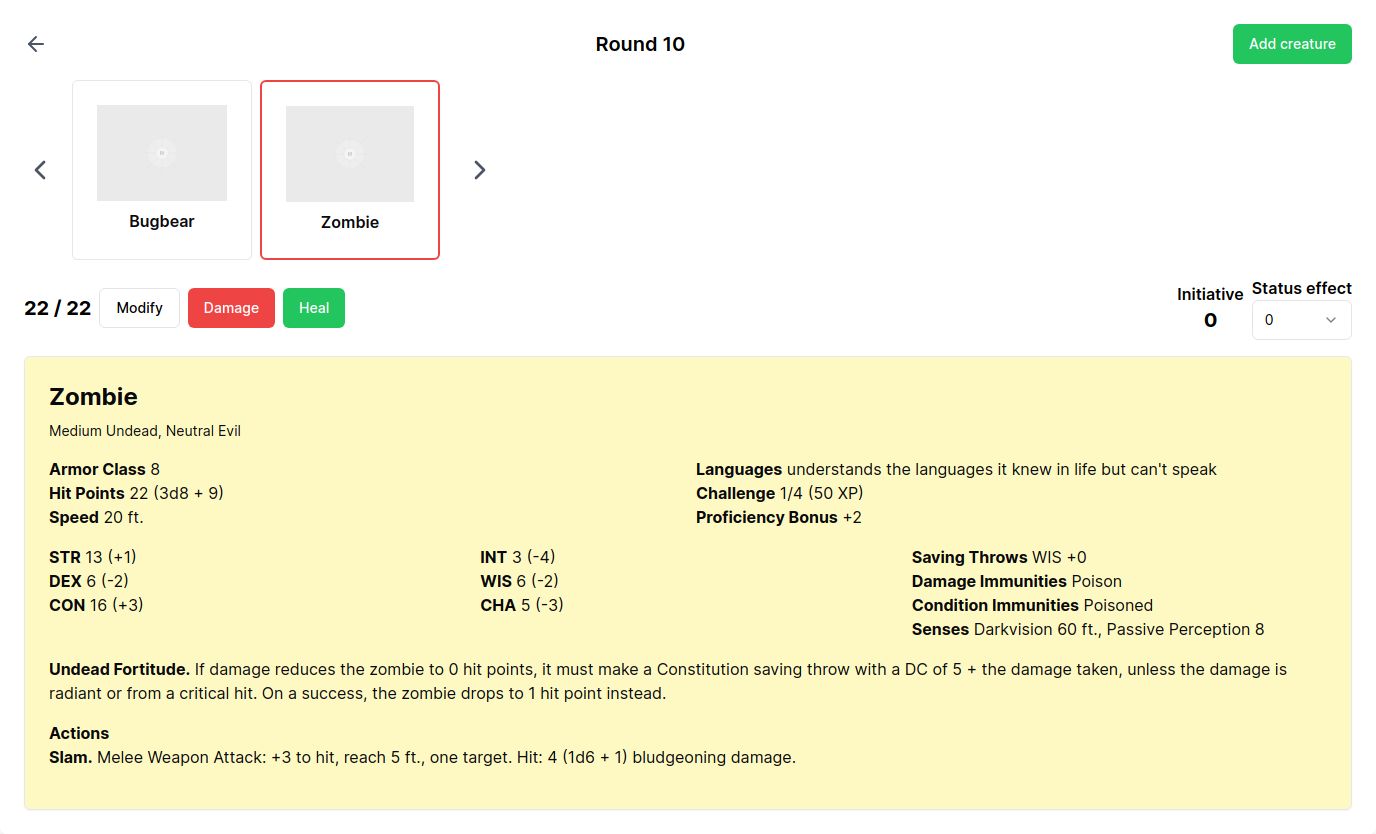 Round 10
Add creature
Bugbear
Zombie
22 / 22
Modify
Damage
Heal
Initiative
0
Status effect
0
Zombie
Medium Undead, Neutral Evil
Armor Class 8
Hit Points 22 (3d8 + 9)
Speed 20 ft.
Languages understands the languages it knew in life but can't speak
Challenge 1/4 (50 XP)
Proficiency Bonus +2
STR 13 (+1)
DEX 6 (-2)
CON 16 (+3)
INT 3 (-4)
WIS 6 (-2)
CHA 5 (-3)
Saving Throws WIS +0
Damage Immunities Poison
Condition Immunities Poisoned
Senses Darkvision 60 ft., Passive Perception 8
Undead Fortitude. If damage reduces the zombie to 0 hit points, it must make a Constitution saving throw with a DC of 5 + the damage taken, unless the damage is
radiant or from a critical hit. On a success, the zombie drops to 1 hit point instead.
Actions
Slam. Melee Weapon Attack: +3 to hit, reach 5 ft., one target. Hit: 4 (1d6 + 1) bludgeoning damage.